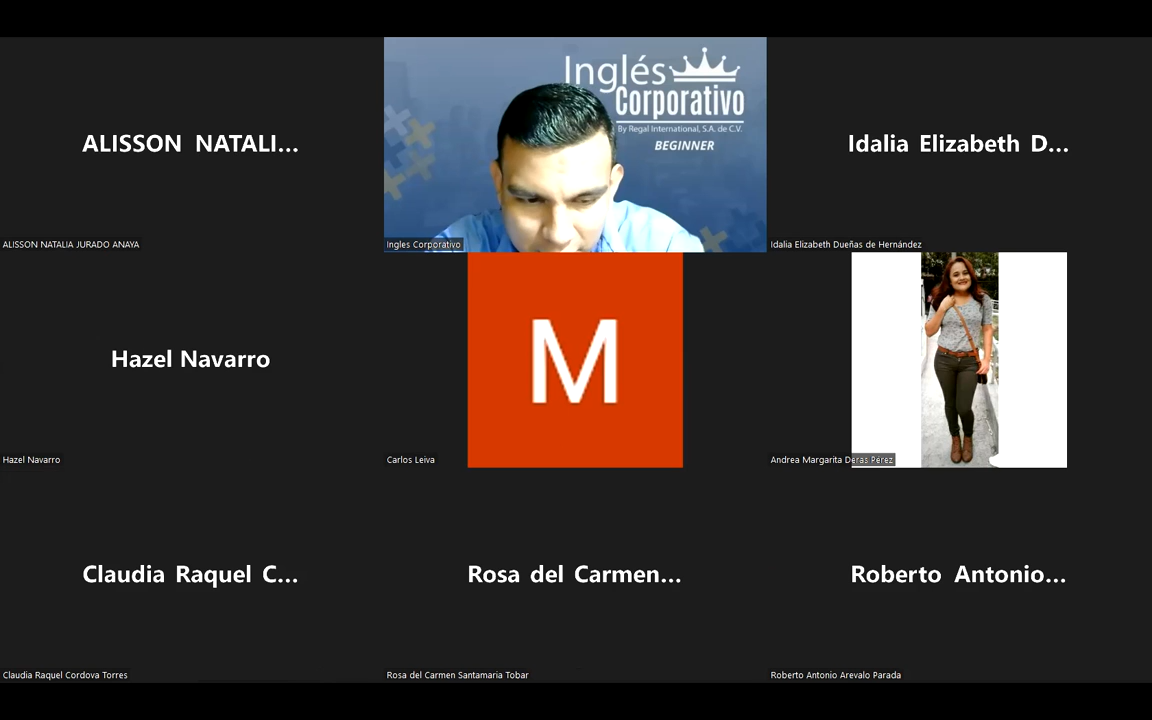 ALISSON NATALI...
ALISSON NATALIA JURADO ANAYA
Inglés
Corporativo
By Regal International, S.A. de C.V.
BEGINNER
Ingles Corporativo
Idalia Elizabeth D...
Idalia Elizabeth Dueñas de Hernández
Hazel Navarro
Hazel Navarro
M
Carlos Leiva
Andrea Margarita Deras Pérez
Claudia Raquel C...
Claudia Raquel Cordova Torres
Rosa del Carmen...
Rosa del Carmen Santamaria Tobar
Roberto Antonio...
Roberto Antonio Arevalo Parada